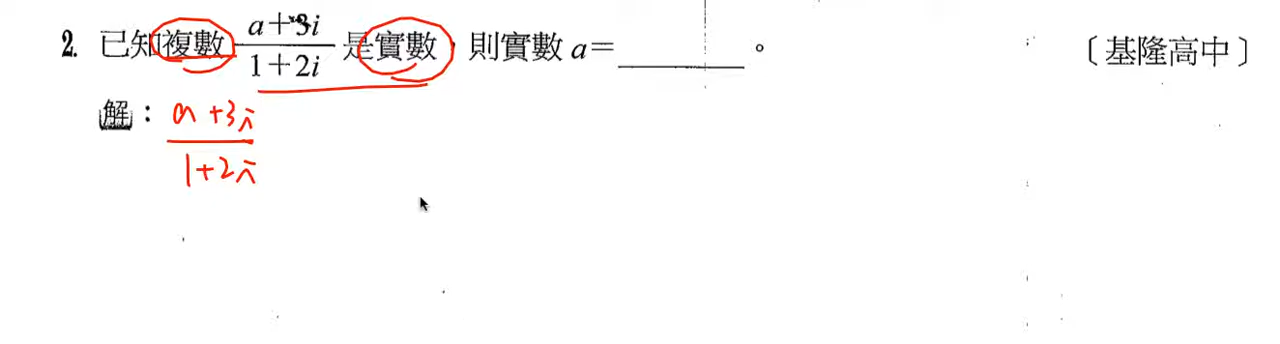 2. 已知複數 (a+3i)/(1+2i) 是實數,則實數 a=______。 〔基隆高中〕
解: (a+3i)/(1+2i)